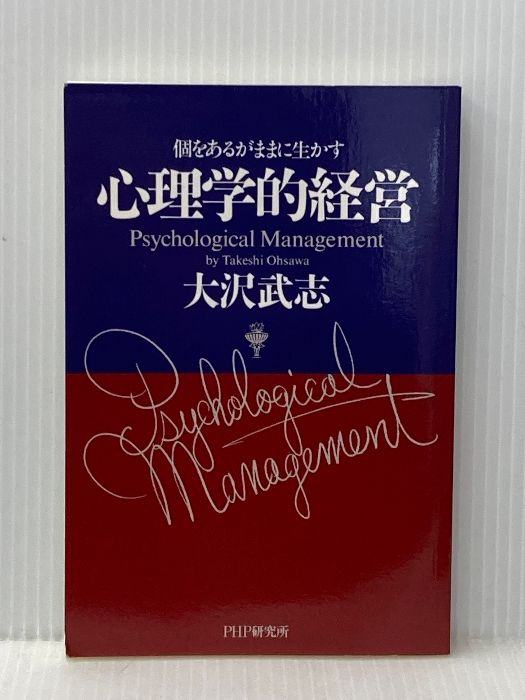 個をあるがままに生かす
心理学的経営
Psychological Management
by Takeshi Ohsawa
大沢武志
Psychological
Management
PHP研究所